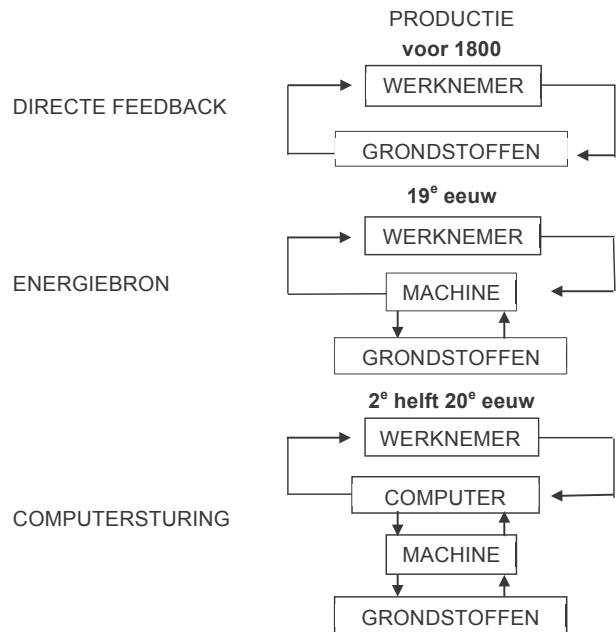 PRODUCTIE
voor 1800
WERKNEMER
DIRECTE FEEDBACK
GRONDSTOFFEN
19e eeuw
WERKNEMER
ENERGIEBRON
MACHINE
GRONDSTOFFEN
2e helft 20e eeuw
WERKNEMER
COMPUTER
COMPUTERSTURING
MACHINE
GRONDSTOFFEN